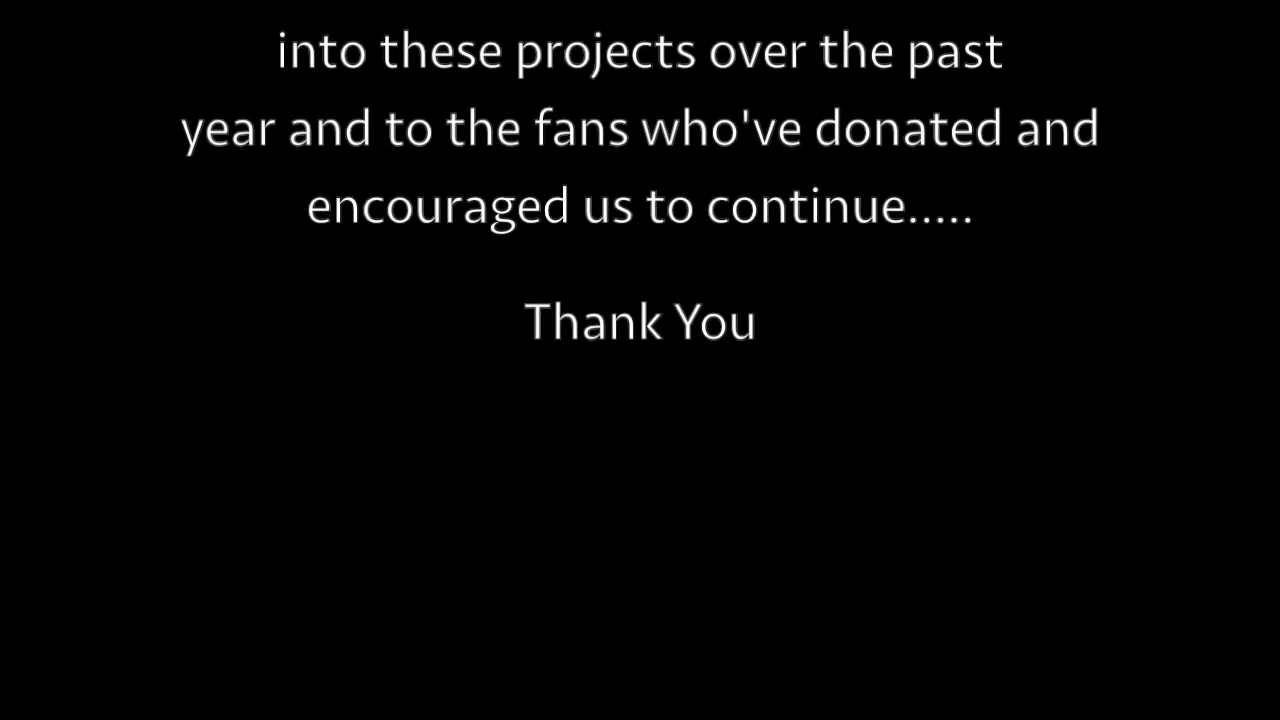 into these projects over the past
year and to the fans who've donated and
encouraged us to continue.....
Thank You